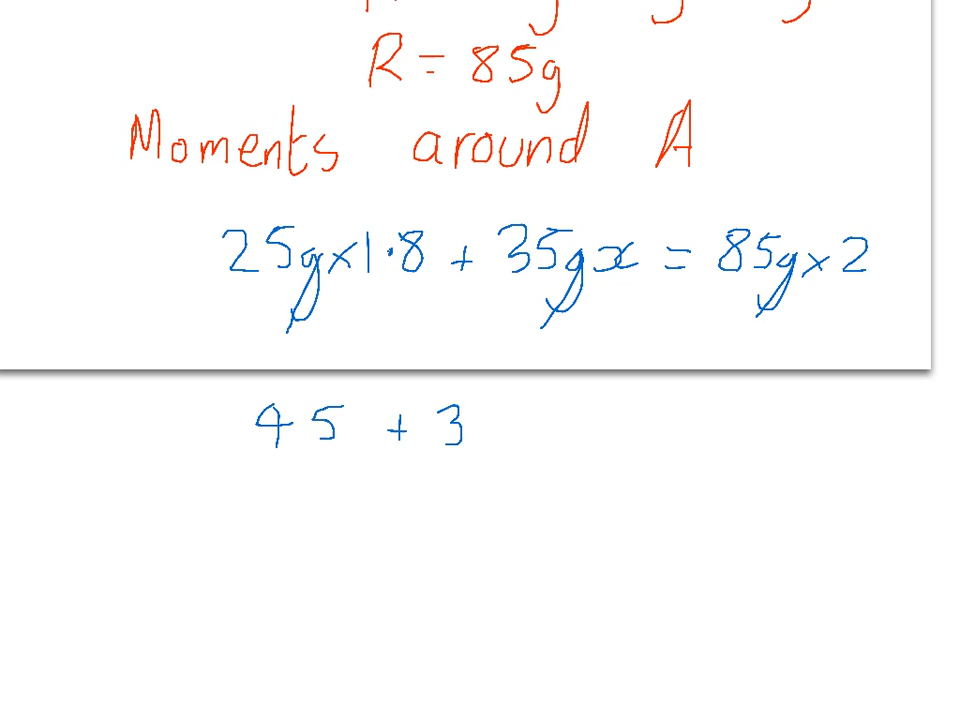 R = 85g
Moments around A
25g×1·8 + 35gx = 85g×2
45 + 3